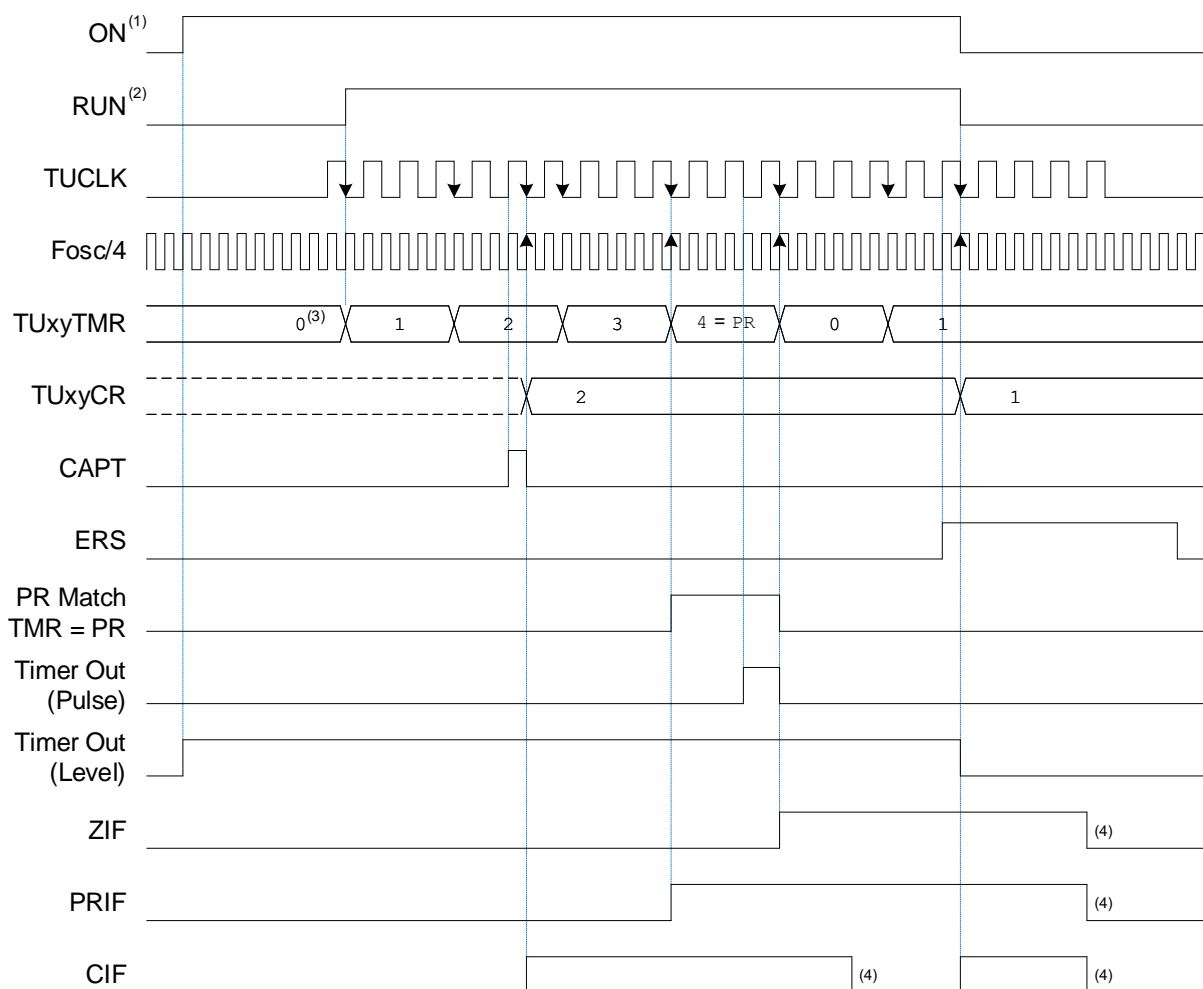 ON(1)
RUN(2)
TUCLK
Fosc/4
TUxyTMR
0(3) 1 2 3 4 = PR 0 1
TUxyCR
2 1
CAPT
ERS
PR Match
TMR = PR
Timer Out
(Pulse)
Timer Out
(Level)
ZIF
(4)
PRIF
(4)
CIF
(4) (4)